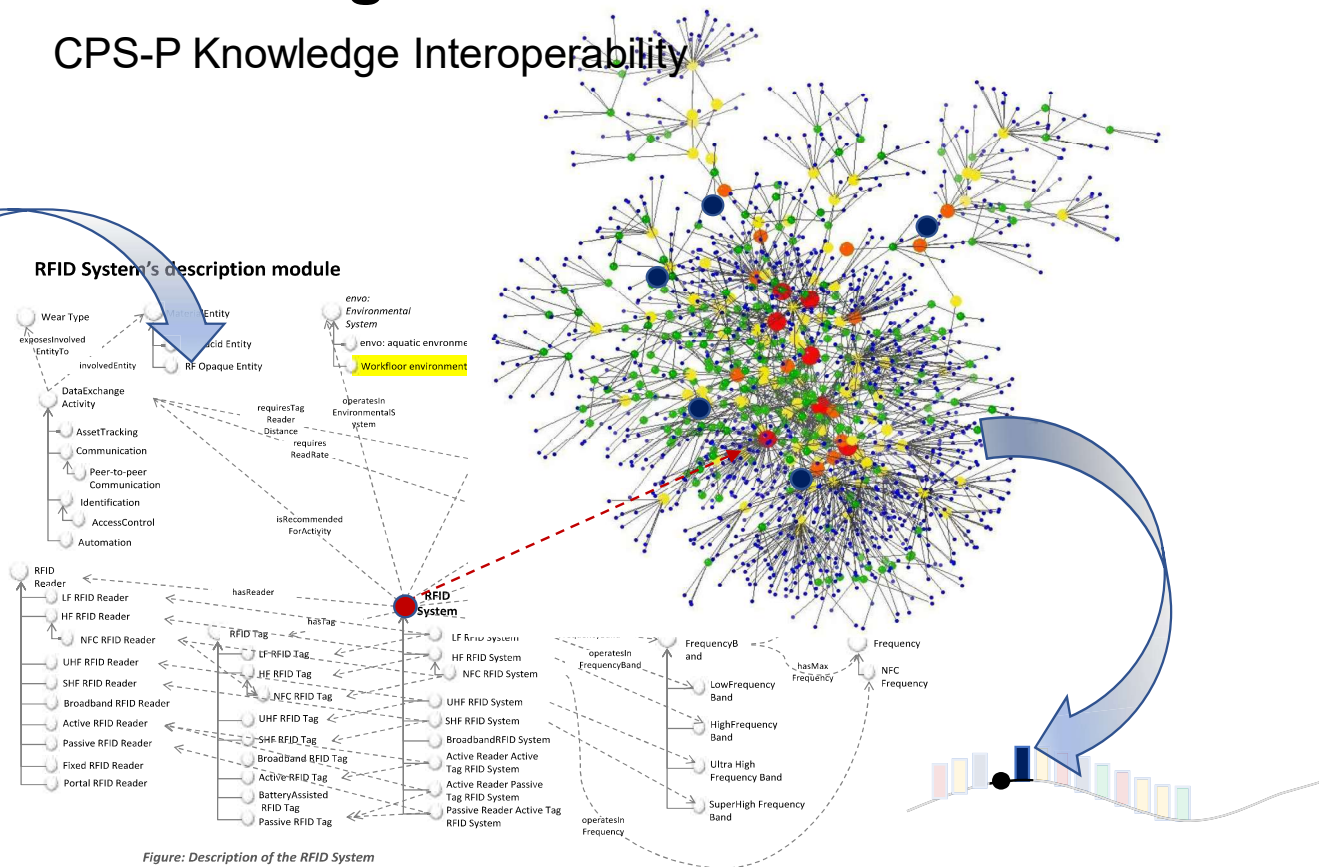 CPS-P Knowledge Interoperability
RFID System's description module
envo:
Environmental
System
Wear Type
Entity
exposesInvolved
EntityTo
Entity
envo: aquatic envronme
involvedEntity
RF Opaque Entity
Workfloor environment
DataExchange
Activity
requiresTag
Reader
Distance
operatesIn
EnvironmentalS
ystem
AssetTracking
requires
ReadRate
Communication
Peer-to-peer
Communication
Identification
AccessControl
isRecommended
ForActivity
Automation
RFID
Reader
LF RFID Reader
HF RFID Reader
NFC RFID Reader
UHF RFID Reader
SHF RFID Reader
Broadband RFID Reader
Active RFID Reader
Passive RFID Reader
Fixed RFID Reader
Portal RFID Reader
hasReader
hasTag
RFID Tag
LF RFID Tag
HF RFID Tag
NFC RFID Tag
UHF RFID Tag
SHF RFID Tag
Broadband RFID Tag
Active RFID Tag
BatteryAssisted
RFID Tag
Passive RFID Tag
RFID
System
LF RFID System
HF RFID System
NFC RFID System
UHF RFID System
SHF RFID System
BroadbandRFID System
Active Reader Active
Tag RFID System
Active Reader Passive
Tag RFID System
Passive Reader Active Tag
RFID System
operatesIn
FrequencyBand
operatesIn
Frequency
FrequencyB
and
LowFrequency
Band
HighFrequency
Band
Ultra High
Frequency Band
SuperHigh Frequency
Band
hasMax
Frequency
Frequency
NFC
Frequency
Figure: Description of the RFID System